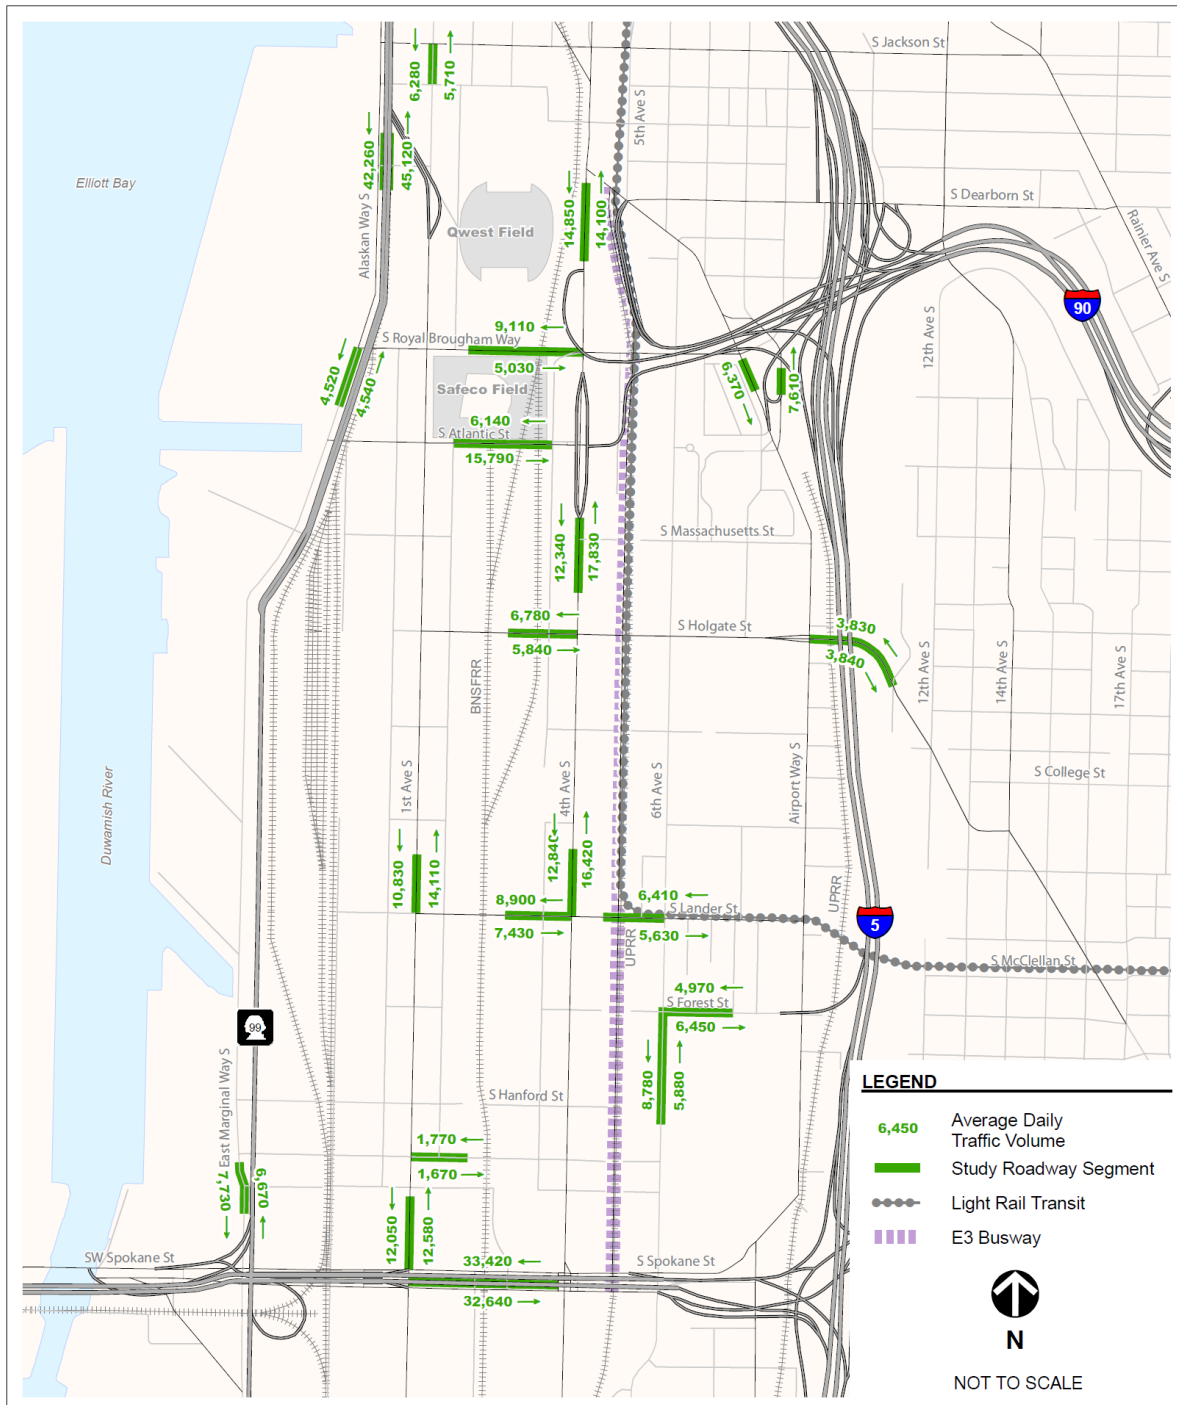 S Jackson St
6,280
5,710
5th Ave S
42,260
45,120
Elliott Bay
S Dearborn St
14,850
14,100
Rainier Ave S
Qwest Field
Alaskan Way S
90
9,110
S Royal Brougham Way
12th Ave S
5,030
4,520
4,540
Safeco Field
6,370
7,610
6,140
S Atlantic St
15,790
12,340
17,830
S Massachusetts St
6,780
S Holgate St
3,830
5,840
3,840
BNSFRR
12th Ave S
14th Ave S
17th Ave S
Duwamish River
1st Ave S
4th Ave S
6th Ave S
Airport Way S
S College St
10,830
14,110
12,840
16,420
8,900
6,410
S Lander St
UPRR
7,430
5,630
UPRR
5
S McClellan St
4,970
S Forest St
6,450
99
East Marginal Way S
8,780
5,880
S Hanford St
1,770
1,670
7,730
6,670
12,050
12,580
SW Spokane St
33,420
S Spokane St
32,640
LEGEND
6,450
Average Daily
Traffic Volume
Study Roadway Segment
Light Rail Transit
E3 Busway
N
NOT TO SCALE